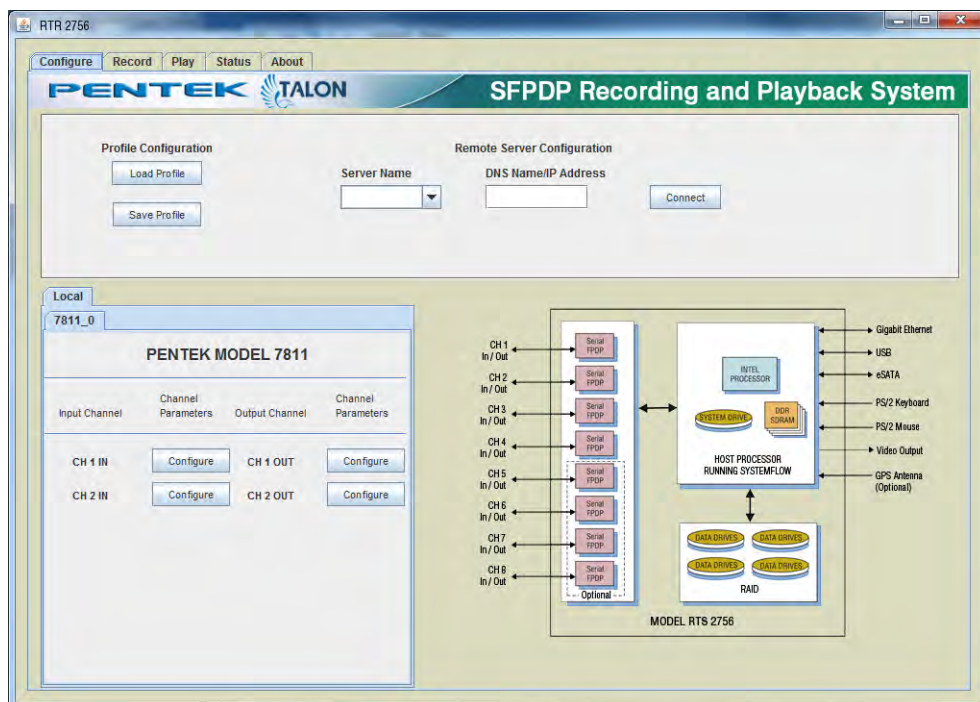 RTR 2756
Configure Record Play Status About
PENTEK TALON SFPDP Recording and Playback System
Profile Configuration
Load Profile
Save Profile
Remote Server Configuration
Server Name DNS Name/IP Address
Connect
Local
7811_0
PENTEK MODEL 7811
Input Channel Channel Parameters Output Channel Channel Parameters
CH 1 IN Configure CH 1 OUT Configure
CH 2 IN Configure CH 2 OUT Configure
CH 1
In / Out
CH 2
In / Out
CH 3
In / Out
CH 4
In / Out
CH 5
In / Out
CH 6
In / Out
CH 7
In / Out
CH 8
In / Out
Serial
FPDP
Serial
FPDP
Serial
FPDP
Serial
FPDP
Serial
FPDP
Serial
FPDP
Serial
FPDP
Serial
FPDP
Optional
INTEL
PROCESSOR
SYSTEM DRIVE
DDR
SDRAM
HOST PROCESSOR
RUNNING SYSTEMFLOW
Gigabit Ethernet
USB
eSATA
PS/2 Keyboard
PS/2 Mouse
Video Output
GPS Antenna
(Optional)
DATA DRIVES DATA DRIVES
DATA DRIVES DATA DRIVES
RAID
MODEL RTS 2756